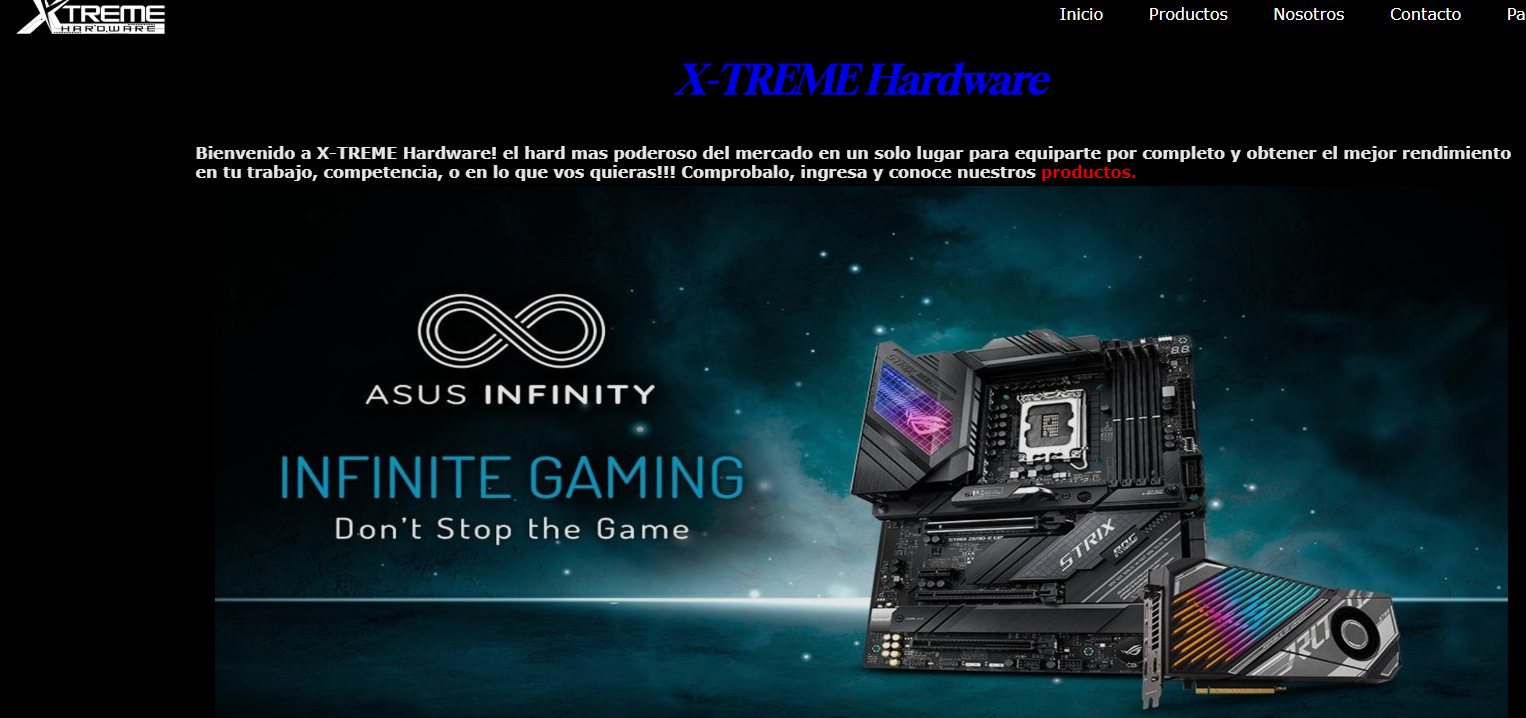 XTREME
HARDWARE
Inicio Productos Nosotros Contacto Pa
X-TREME Hardware
Bienvenido a X-TREME Hardware! el hard mas poderoso del mercado en un solo lugar para equiparte por completo y obtener el mejor rendimiento
en tu trabajo, competencia, o en lo que vos quieras!!! Comprobalo, ingresa y conoce nuestros productos.
ASUS INFINITY
INFINITE GAMING
Don't Stop the Game
STRIX